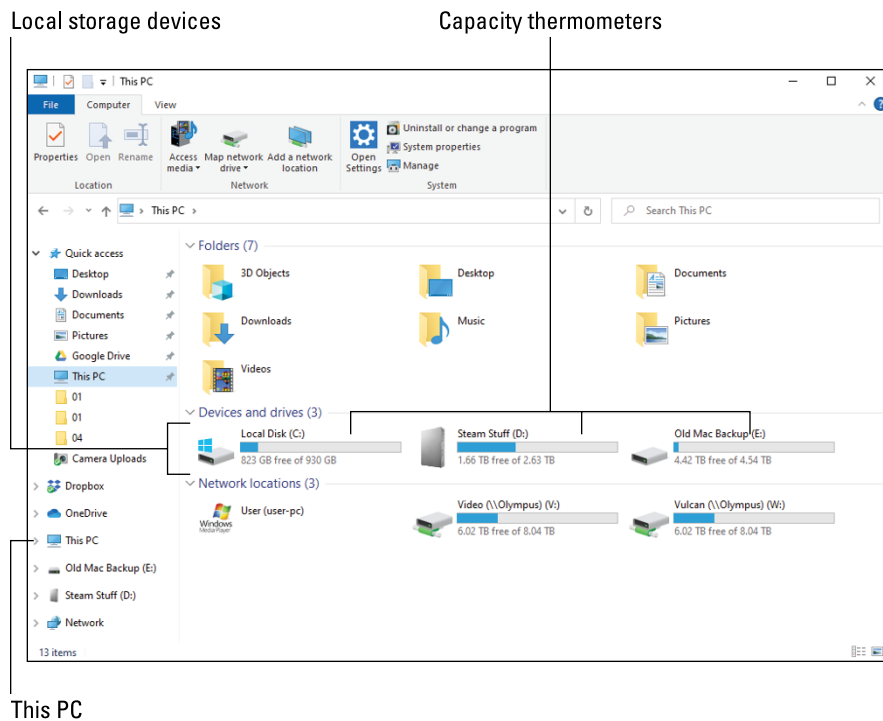 Local storage devices
Capacity thermometers
This PC
File Computer View
Properties Open Rename Access media Map network drive Add a network location Open Settings Uninstall or change a program
System properties
Manage
Location Network System
This PC Search This PC
Quick access
Desktop
Downloads
Documents
Pictures
Google Drive
This PC
01
01
04
Camera Uploads
Dropbox
OneDrive
This PC
Old Mac Backup (E:)
Steam Stuff (D:)
Network
Folders (7)
3D Objects Desktop Documents
Downloads Music Pictures
Videos
Devices and drives (3)
Local Disk (C:) Steam Stuff (D:) Old Mac Backup (E:)
823 GB free of 930 GB 1.66 TB free of 2.63 TB 4.42 TB free of 4.54 TB
Network locations (3)
User (user-pc) Video (\\Olympus) (V:) Vulcan (\\Olympus) (W:)
Windows Media Player 6.02 TB free of 8.04 TB 6.02 TB free of 8.04 TB
13 items
This PC